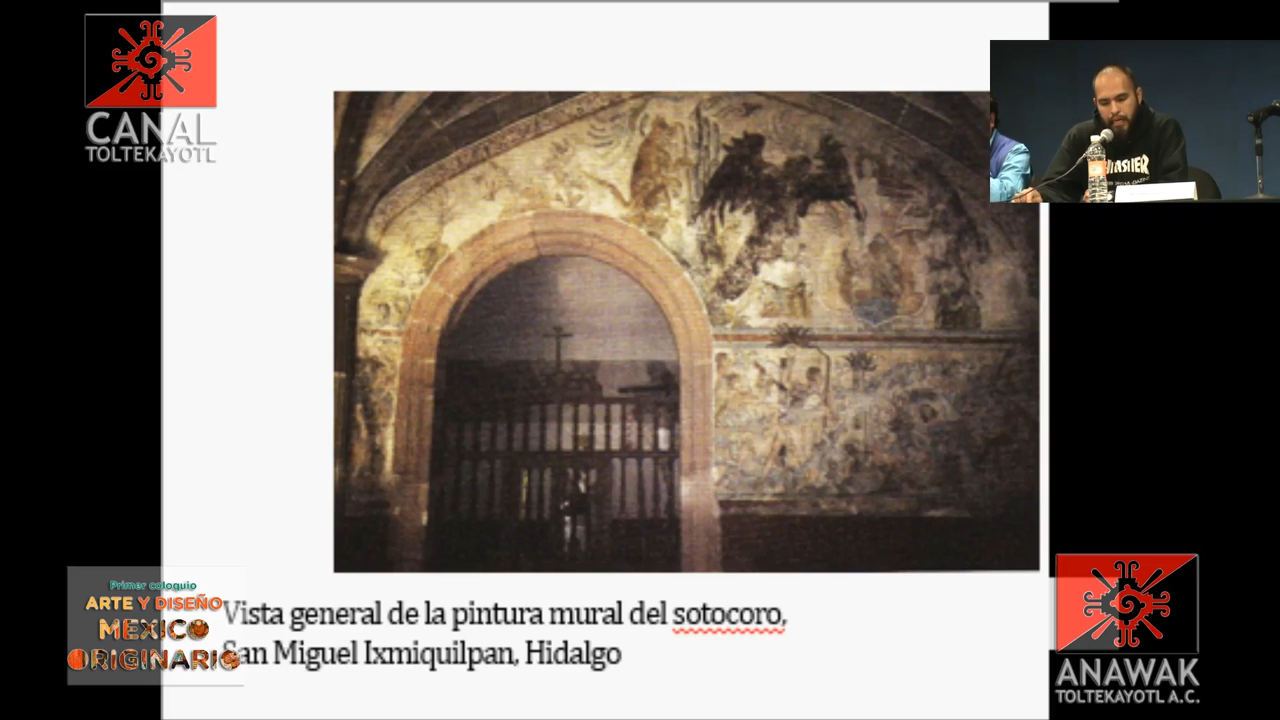 CANAL
TOLTEKAYOTL
THRASHER
Primer coloquio
ARTE Y DISEÑO
MEXICO
ORIGINARIO
Vista general de la pintura mural del sotocoro,
San Miguel Ixmiquilpan, Hidalgo
ANAWAK
TOLTEKAYOTL A.C.